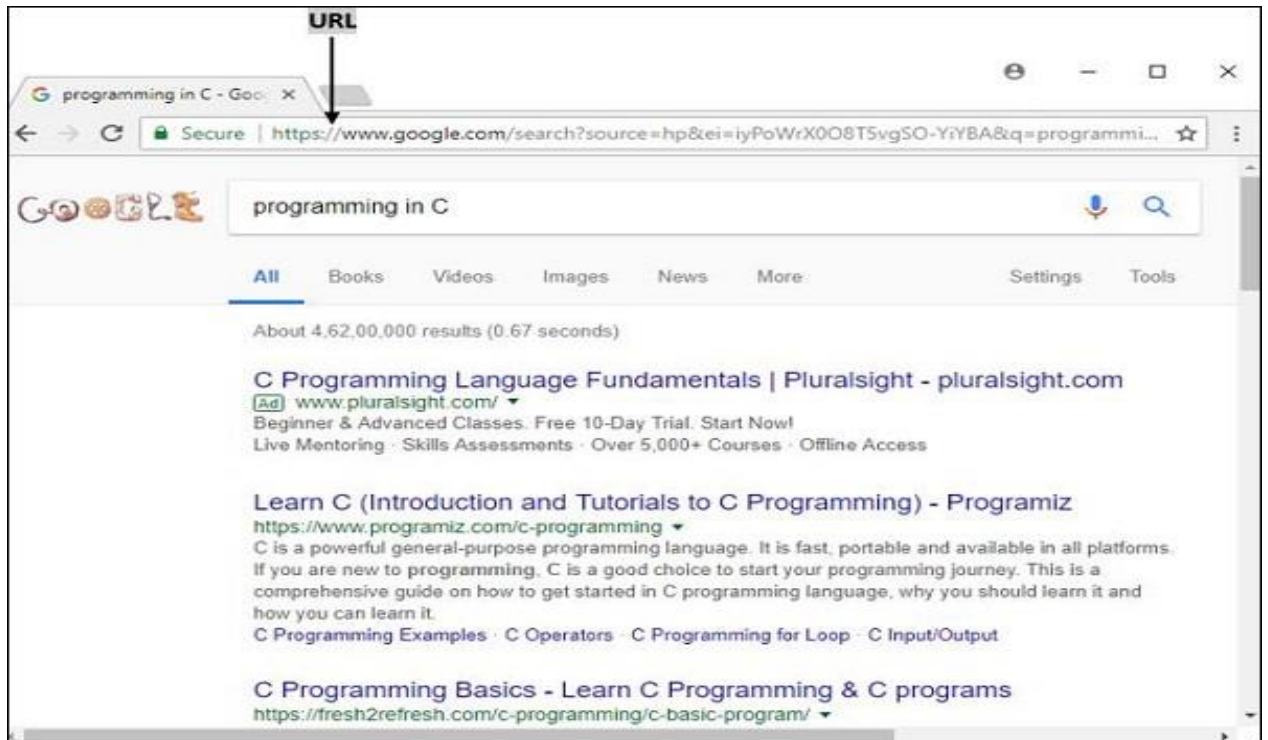 URL
programming in C - Goo
Secure | https://www.google.com/search?source=hp&ei=iyPoWrX0O8T5vgSO-YiYBA&q=programmi...
GOOGLE
programming in C
All Books Videos Images News More Settings Tools
About 4,62,00,000 results (0.67 seconds)
C Programming Language Fundamentals | Pluralsight - pluralsight.com
Ad www.pluralsight.com/
Beginner & Advanced Classes. Free 10-Day Trial. Start Now!
Live Mentoring · Skills Assessments · Over 5,000+ Courses · Offline Access
Learn C (Introduction and Tutorials to C Programming) - Programiz
https://www.programiz.com/c-programming
C is a powerful general-purpose programming language. It is fast, portable and available in all platforms.
If you are new to programming, C is a good choice to start your programming journey. This is a
comprehensive guide on how to get started in C programming language, why you should learn it and
how you can learn it.
C Programming Examples · C Operators · C Programming for Loop · C Input/Output
C Programming Basics - Learn C Programming & C programs
https://fresh2refresh.com/c-programming/c-basic-program/